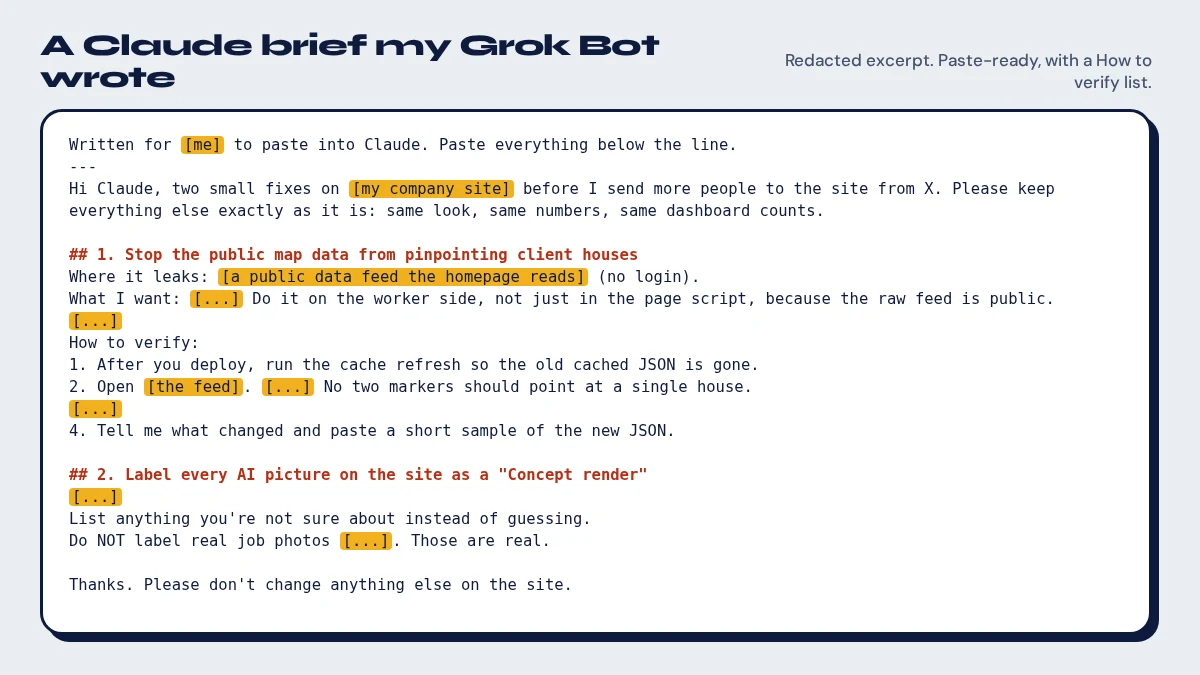 A Claude brief my Grok Bot
wrote
Redacted excerpt. Paste-ready, with a How to
verify list.
Written for [me] to paste into Claude. Paste everything below the line.
---
Hi Claude, two small fixes on [my company site] before I send more people to the site from X. Please keep
everything else exactly as it is: same look, same numbers, same dashboard counts.
## 1. Stop the public map data from pinpointing client houses
Where it leaks: [a public data feed the homepage reads] (no login).
What I want: [...] Do it on the worker side, not just in the page script, because the raw feed is public.
[...]
How to verify:
1. After you deploy, run the cache refresh so the old cached JSON is gone.
2. Open [the feed]. [...] No two markers should point at a single house.
[...]
4. Tell me what changed and paste a short sample of the new JSON.
## 2. Label every AI picture on the site as a "Concept render"
[...]
List anything you're not sure about instead of guessing.
Do NOT label real job photos [...]. Those are real.
Thanks. Please don't change anything else on the site.